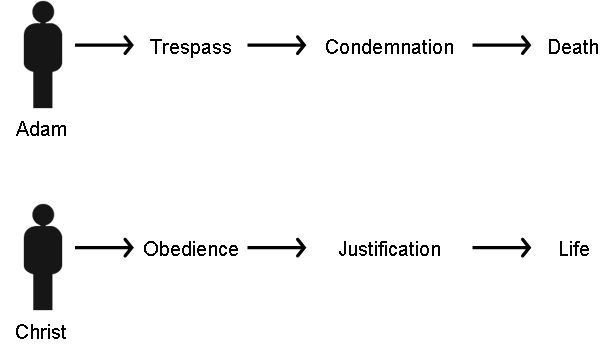 Trespass Condemnation Death
Adam
Obedience Justification Life
Christ